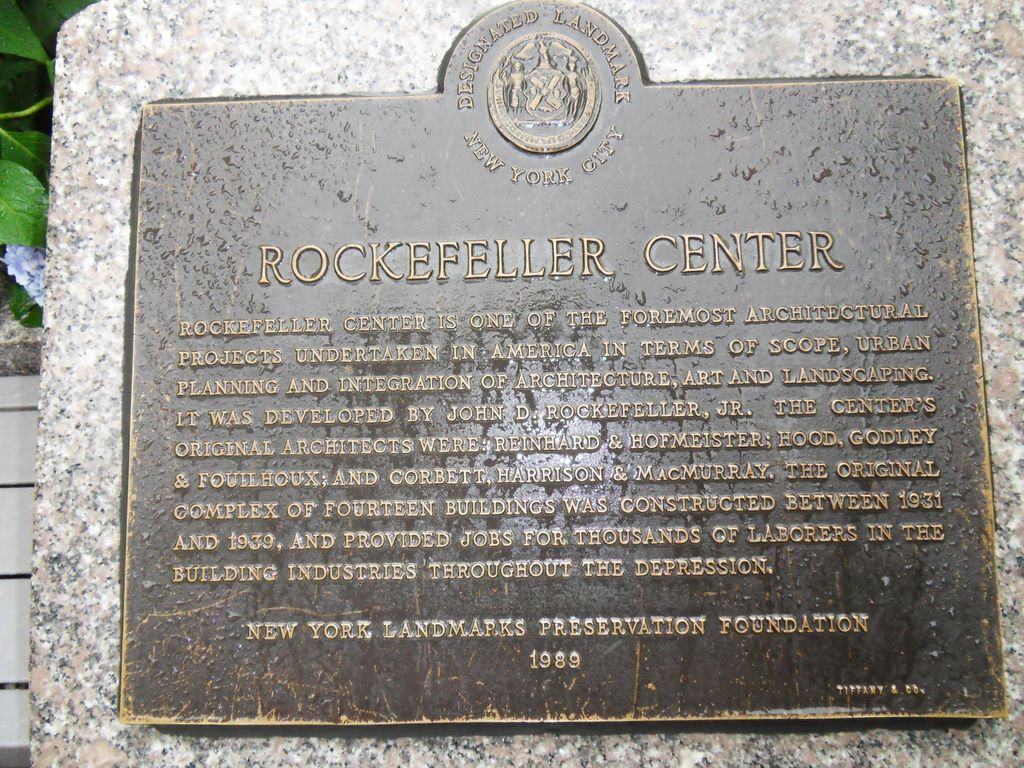 DESIGNATED LANDMARK
NEW YORK CITY
ROCKEFELLER CENTER
ROCKEFELLER CENTER IS ONE OF THE FOREMOST ARCHITECTURAL
PROJECTS UNDERTAKEN IN AMERICA IN TERMS OF SCOPE, URBAN
PLANNING AND INTEGRATION OF ARCHITECTURE, ART AND LANDSCAPING.
IT WAS DEVELOPED BY JOHN D. ROCKEFELLER, JR. THE CENTER'S
ORIGINAL ARCHITECTS WERE: REINHARD & HOFMEISTER; HOOD, GODLEY
& FOUILHOUX; AND CORBETT, HARRISON & MACMURRAY. THE ORIGINAL
COMPLEX OF FOURTEEN BUILDINGS WAS CONSTRUCTED BETWEEN 1931
AND 1939, AND PROVIDED JOBS FOR THOUSANDS OF LABORERS IN THE
BUILDING INDUSTRIES THROUGHOUT THE DEPRESSION.
NEW YORK LANDMARKS PRESERVATION FOUNDATION
1989
TIFFANY & CO.